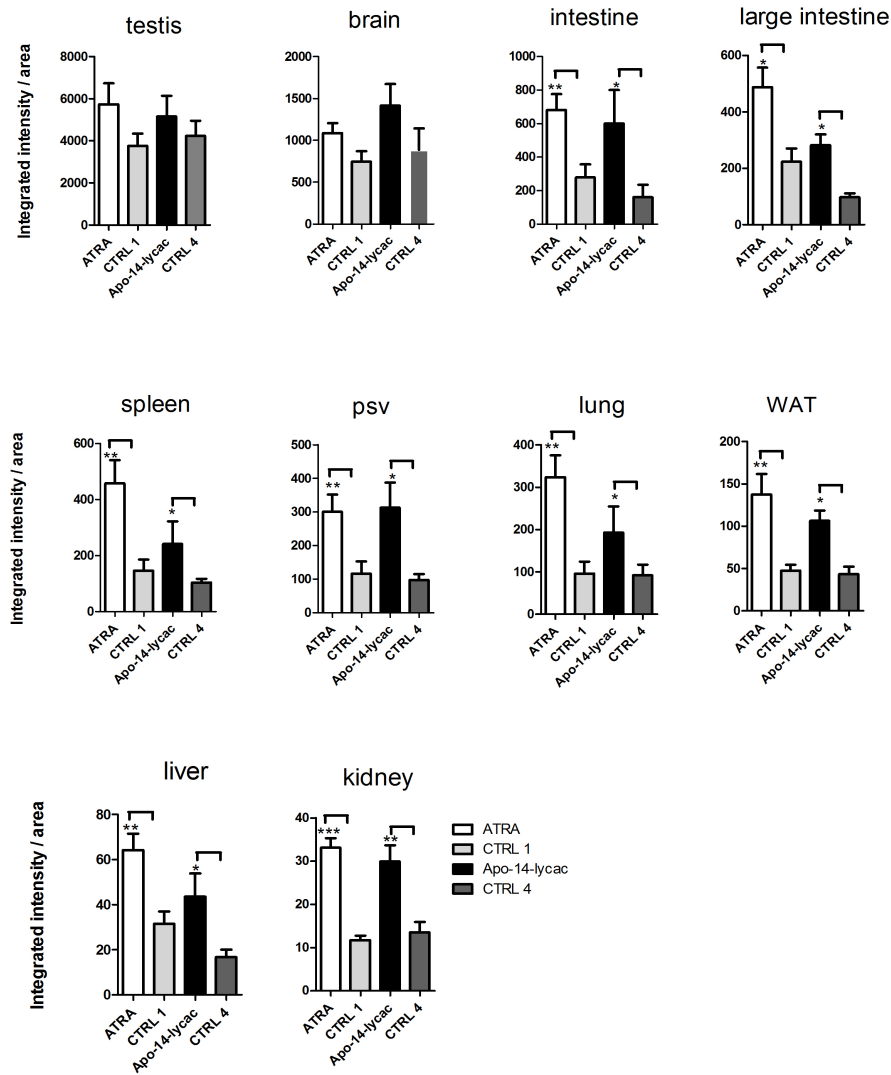 testis
brain
intestine
large intestine
Integrated intensity / area
8000
6000
4000
2000
0
ATRA
CTRL 1
Apo-14-lycac
CTRL 4
2000
1500
1000
500
0
ATRA
CTRL 1
Apo-14-lycac
CTRL 4
1000
800
600
400
200
0
**
*
ATRA
CTRL 1
Apo-14-lycac
CTRL 4
600
400
200
0
*
*
ATRA
CTRL 1
Apo-14-lycac
CTRL 4
spleen
psv
lung
WAT
Integrated intensity / area
600
400
200
0
**
*
ATRA
CTRL 1
Apo-14-lycac
CTRL 4
500
400
300
200
100
0
**
*
ATRA
CTRL 1
Apo-14-lycac
CTRL 4
400
300
200
100
0
**
*
ATRA
CTRL 1
Apo-14-lycac
CTRL 4
200
150
100
50
0
**
*
ATRA
CTRL 1
Apo-14-lycac
CTRL 4
liver
kidney
Integrated intensity / area
80
60
40
20
0
**
*
ATRA
CTRL 1
Apo-14-lycac
CTRL 4
40
30
20
10
0
***
**
ATRA
CTRL 1
Apo-14-lycac
CTRL 4
ATRA
CTRL 1
Apo-14-lycac
CTRL 4